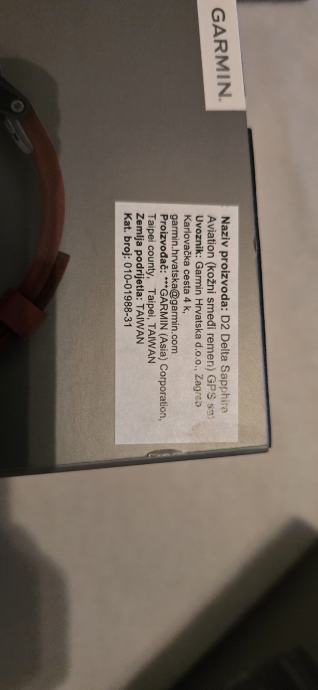 GARMIN.
Naziv proizvoda: D2 Delta Sapphire
Aviation (kožni smeđi remen) GPS sat
Uvoznik: Garmin Hrvatska d.o.o., Zagreb
Karlovačka cesta 4 k,
garmin.hrvatska@garmin.com
Proizvođač: ***GARMIN (Asia) Corporation,
Taipei county, Taipei, TAIWAN
Zemlja podrijetla: TAIWAN
Kat. broj: 010-01988-31